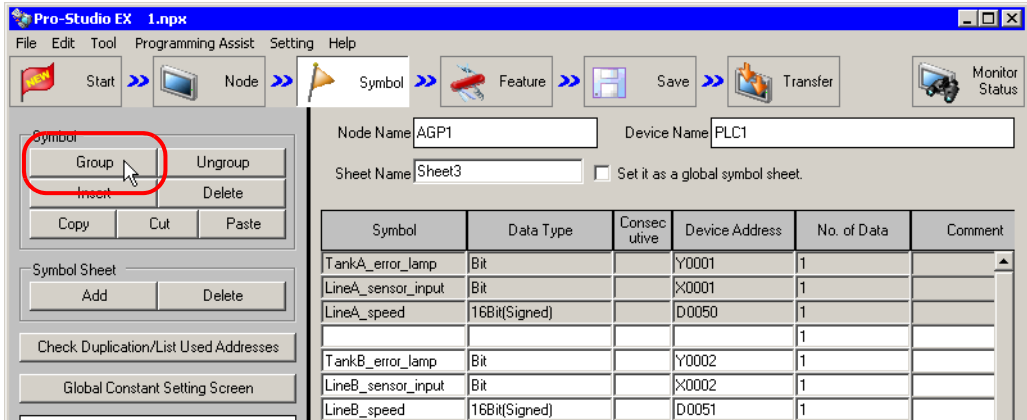 Pro-Studio EX 1.npx
File Edit Tool Programming Assist Setting Help
NEW Start Node Symbol Feature Save Transfer Monitor Status
Symbol
Group Ungroup
Insert Delete
Copy Cut Paste
Symbol Sheet
Add Delete
Check Duplication/List Used Addresses
Global Constant Setting Screen
Node Name AGP1 Device Name PLC1
Sheet Name Sheet3 Set it as a global symbol sheet.
Symbol Data Type Consecutive Device Address No. of Data Comment
TankA_error_lamp Bit Y0001 1
LineA_sensor_input Bit X0001 1
LineA_speed 16Bit(Signed) D0050 1
1
TankB_error_lamp Bit Y0002 1
LineB_sensor_input Bit X0002 1
LineB_speed 16Bit(Signed) D0051 1